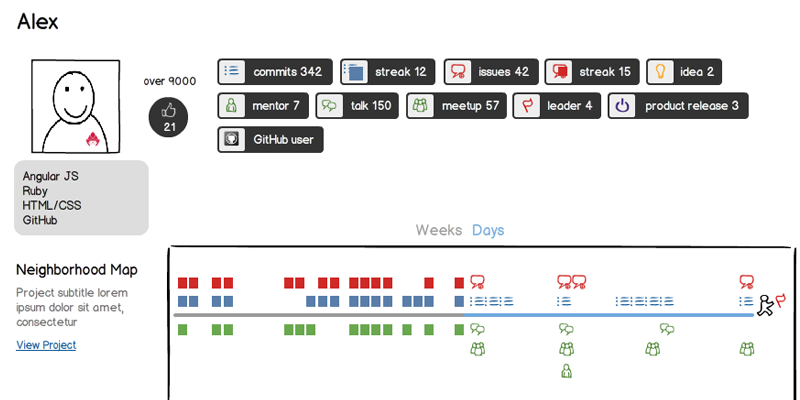 Alex
over 9000
21
commits 342
streak 12
issues 42
streak 15
idea 2
mentor 7
talk 150
meetup 57
leader 4
product release 3
GitHub user
Angular JS
Ruby
HTML/CSS
GitHub
Weeks Days
Neighborhood Map
Project subtitle lorem
ipsum dolor sit amet,
consectetur
View Project